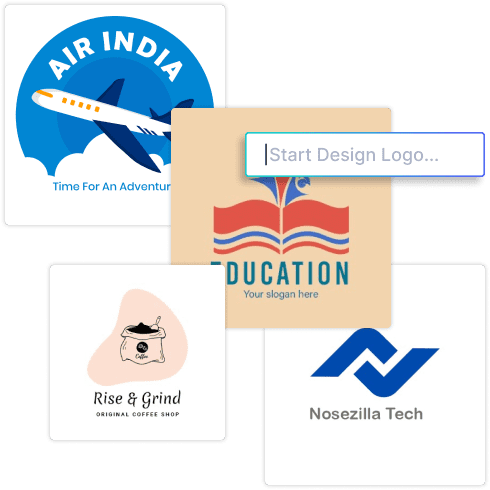 AIR INDIA
Time For An Adventur
Start Design Logo...
EDUCATION
Your slogan here
Coffee
Rise & Grind
ORIGINAL COFFEE SHOP
Nosezilla Tech